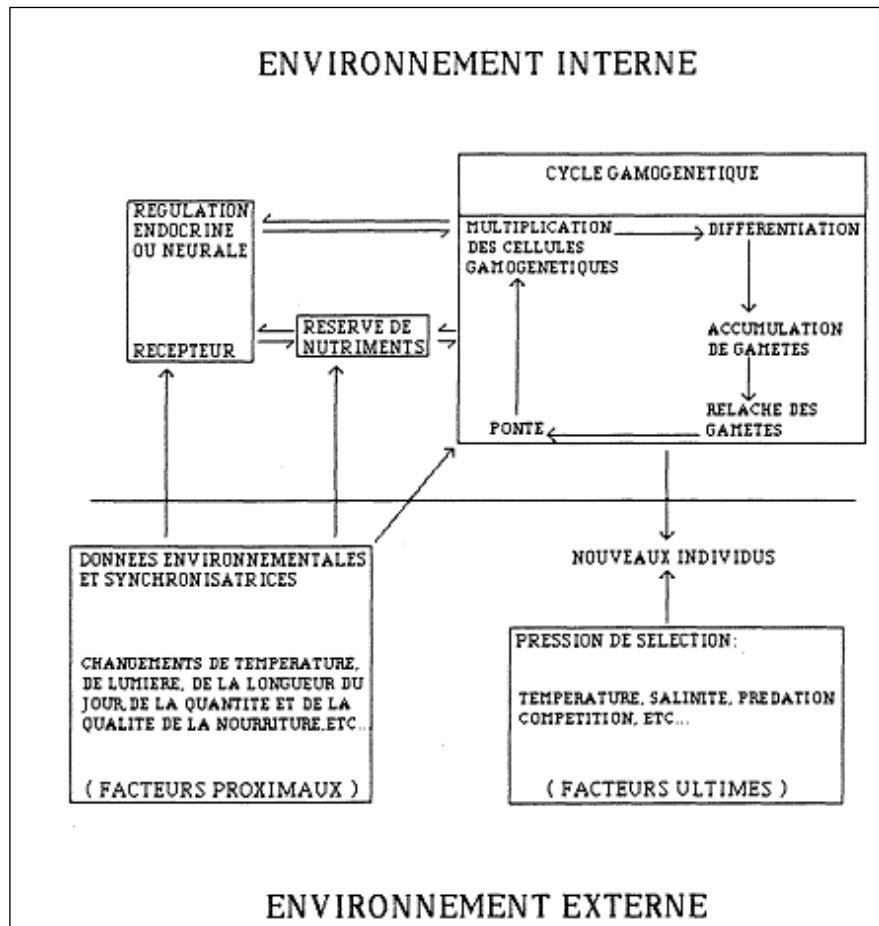 ENVIRONNEMENT INTERNE
CYCLE GAMOGENETIQUE
REGULATION
ENDOCRINE
OU NEURALE
RECEPTEUR
RESERVE DE
NUTRIMENTS
MULTIPLICATION
DES CELLULES
GAMOGENETIQUES
DIFFERENTIATION
ACCUMULATION
DE GAMETES
RELACHE DES
GAMETES
PONTE
DONNEES ENVIRONNEMENTALES
ET SYNCHRONISATRICES
CHANGEMENTS DE TEMPERATURE,
DE LUMIERE, DE LA LONGUEUR DU
JOUR, DE LA QUANTITE ET DE LA
QUALITE DE LA NOURRITURE, ETC...
( FACTEURS PROXIMAUX )
NOUVEAUX INDIVIDUS
PRESSION DE SELECTION:
TEMPERATURE, SALINITE, PREDATION
COMPETITION, ETC...
( FACTEURS ULTIMES )
ENVIRONNEMENT EXTERNE